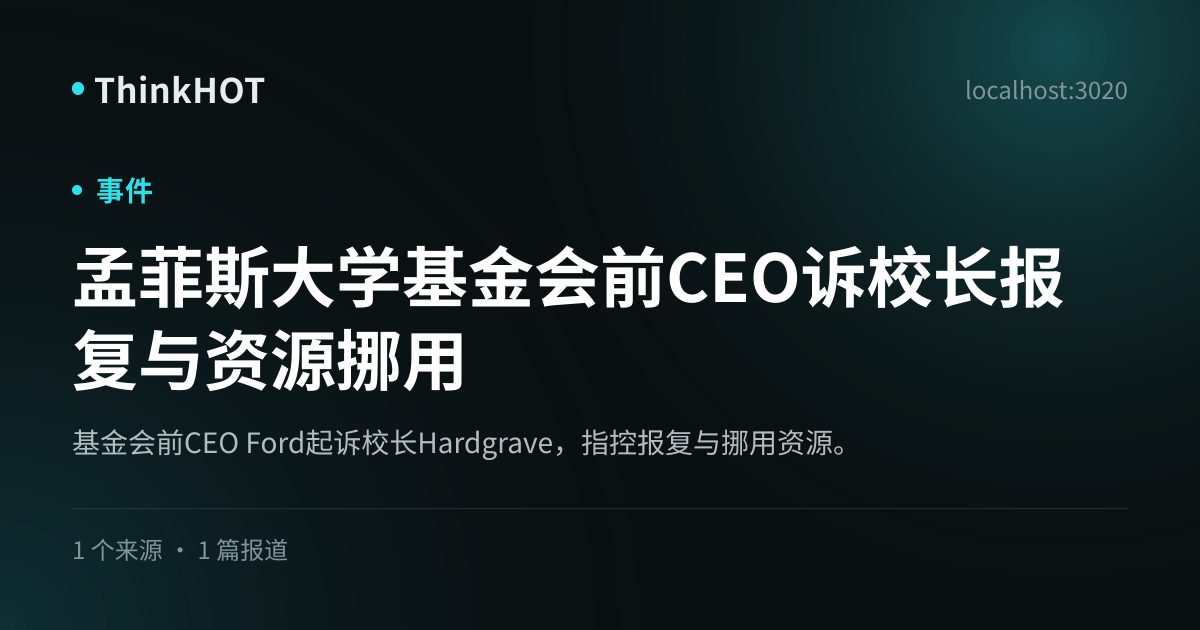 ThinkHOT
localhost:3020
事件
孟菲斯大学基金会前CEO诉校长报
复与资源挪用
基金会前CEO Ford起诉校长Hardgrave，指控报复与挪用资源。
1 个来源 · 1 篇报道